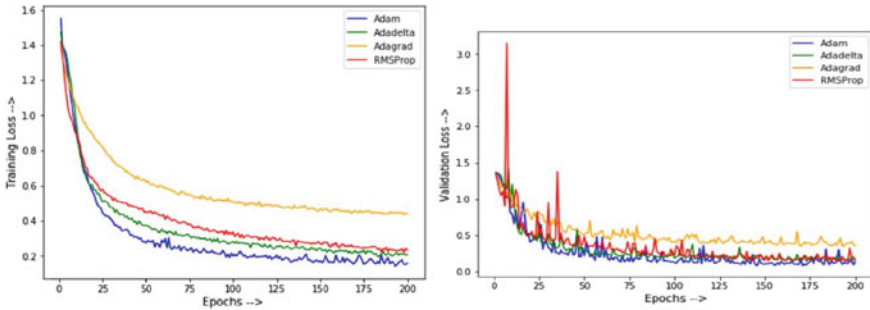 1.6
1.4
1.2
1.0
0.8
0.6
0.4
0.2
Training Loss -->
0
25
50
75
100
125
150
175
200
Epochs -->
Adam
Adadelta
Adagrad
RMSProp
3.0
2.5
2.0
1.5
1.0
0.5
0.0
Validation Loss -->
0
25
50
75
100
125
150
175
200
Epochs -->
Adam
Adadelta
Adagrad
RMSProp